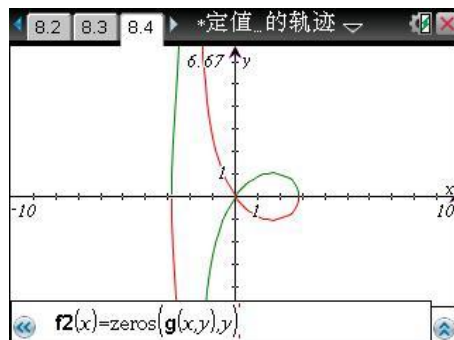 8.2 8.3 8.4 *定值_的轨迹
6.67 y
1
x
-10 1 10
f2(x)=zeros(g(x,y),y)